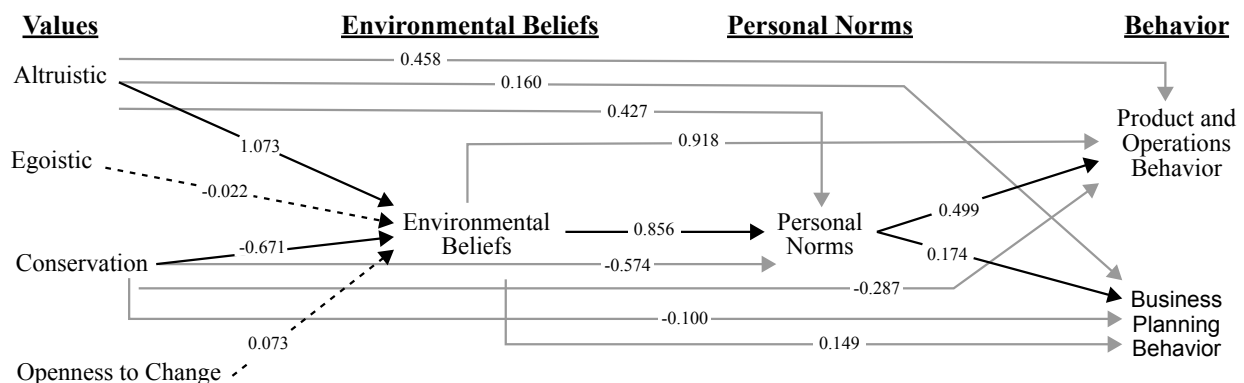 Values Environmental Beliefs Personal Norms Behavior
0.458
Altruistic
0.160
0.427
Product and
Operations
Behavior
1.073
0.918
Egoistic
-0.022
0.499
Environmental
Beliefs
0.856
Personal
Norms
-0.671
0.174
Conservation
-0.574
-0.287
Business
Planning
Behavior
-0.100
0.073
0.149
Openness to Change